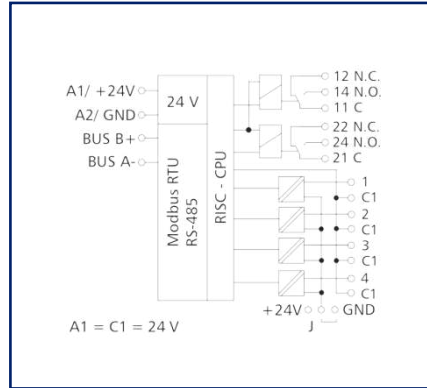 A1/ +24V
A2/ GND
BUS B+
BUS A-
24 V
Modbus RTU
RS-485
RISC - CPU
12 N.C.
14 N.O.
11 C
22 N.C.
24 N.O.
21 C
1
C1
2
C1
3
C1
4
C1
+24V
GND
J
A1 = C1 = 24 V